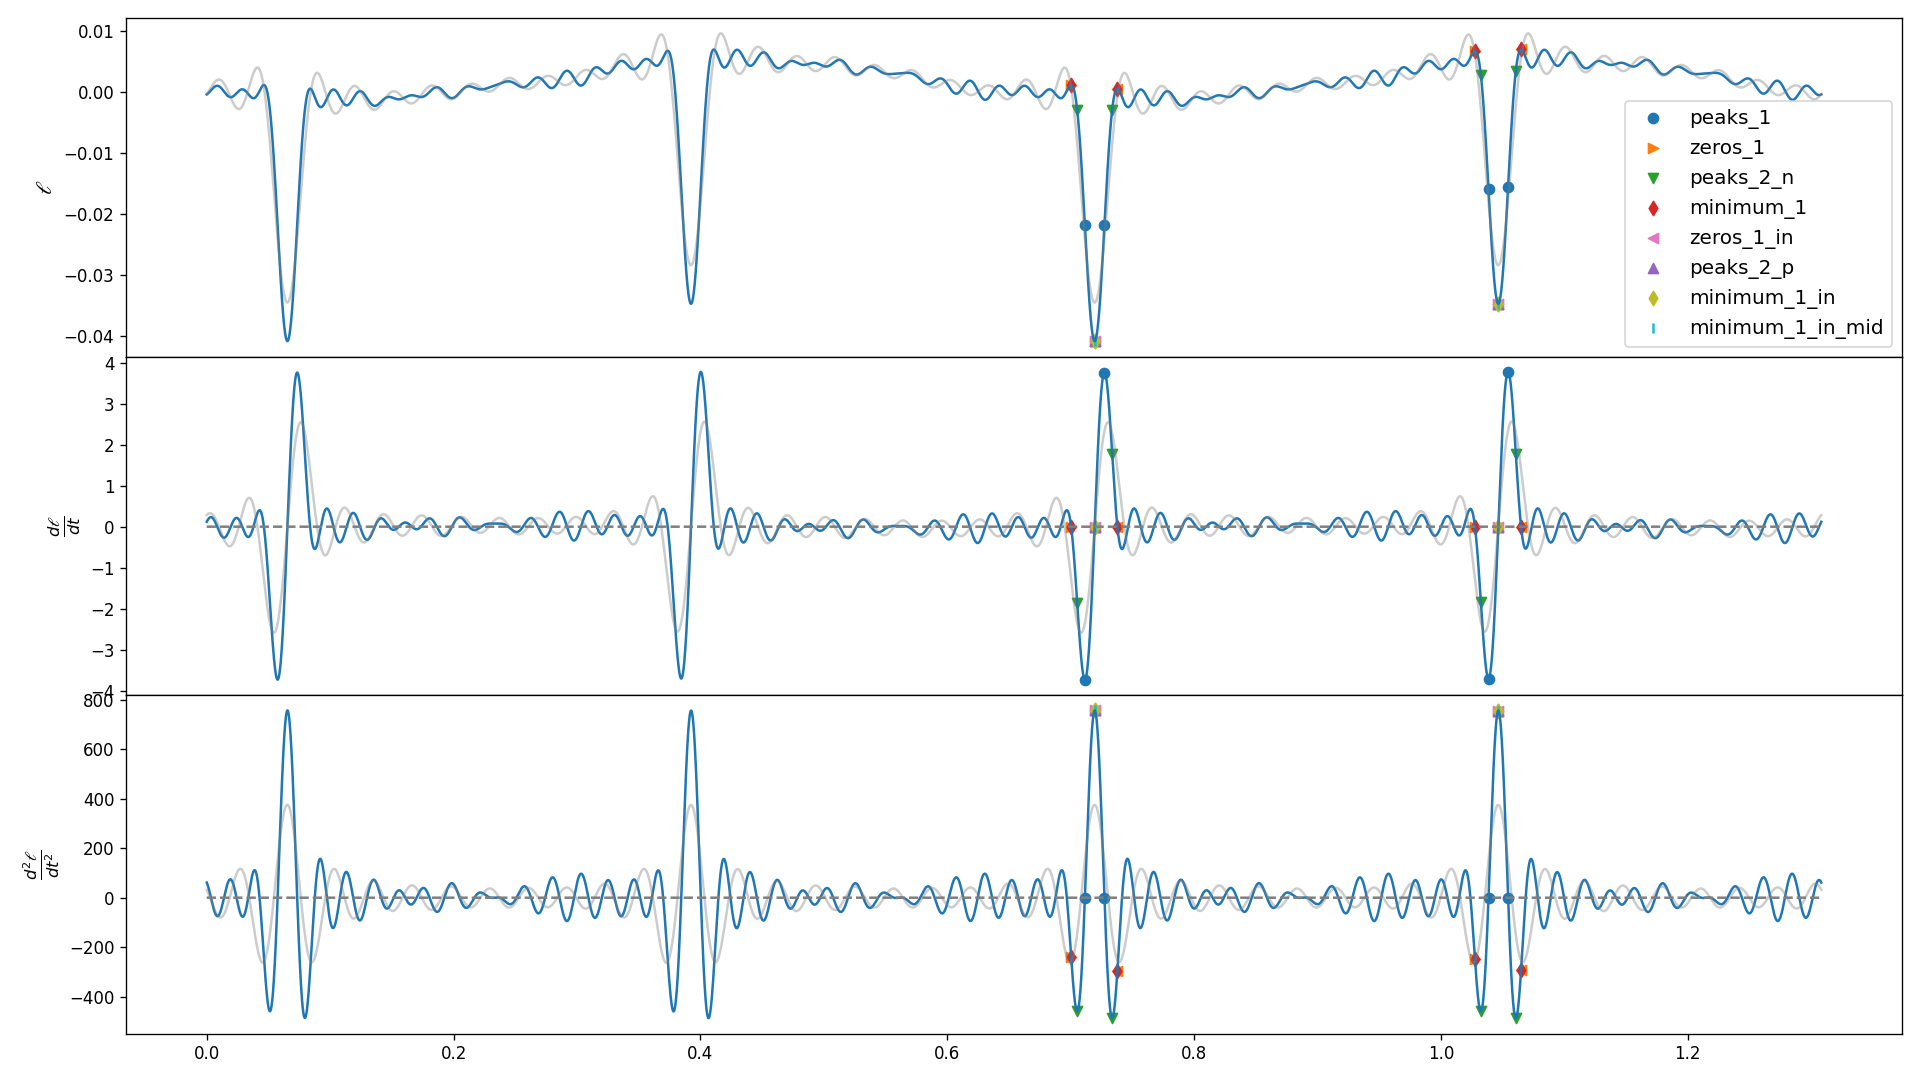 0.01
0.00
−0.01
−0.02
−0.03
−0.04
ℓ
peaks_1
zeros_1
peaks_2_n
minimum_1
zeros_1_in
peaks_2_p
minimum_1_in
minimum_1_in_mid
4
3
2
1
0
−1
−2
−3
−4
dℓ
dt
800
600
400
200
0
−200
−400
d²ℓ
dt²
0.0 0.2 0.4 0.6 0.8 1.0 1.2